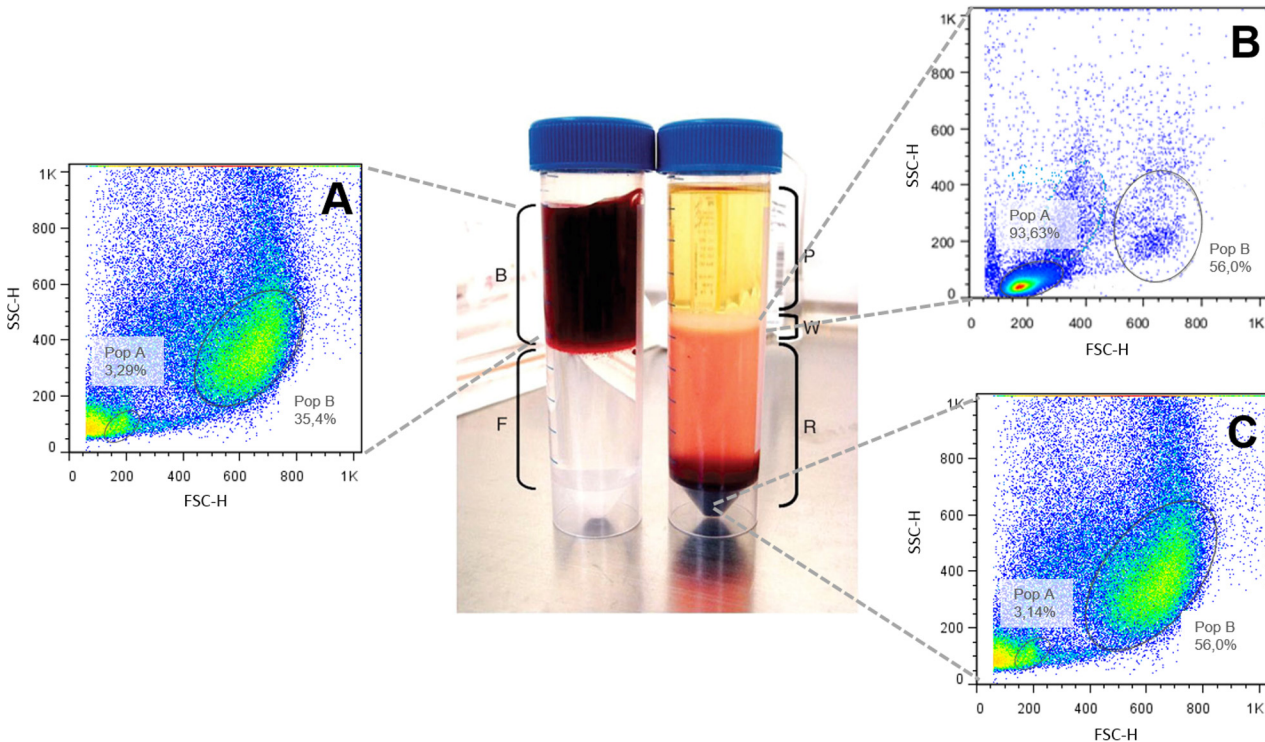 A
1K
800
600
400
200
0
SSC-H
Pop A
3,29%
Pop B
35,4%
0 200 400 600 800 1K
FSC-H
B
F
P
W
R
B
1K
800
600
400
200
0
SSC-H
Pop A
93,63%
Pop B
56,0%
0 200 400 600 800 1K
FSC-H
C
1K
800
600
400
200
0
SSC-H
Pop A
3,14%
Pop B
56,0%
0 200 400 600 800 1K
FSC-H